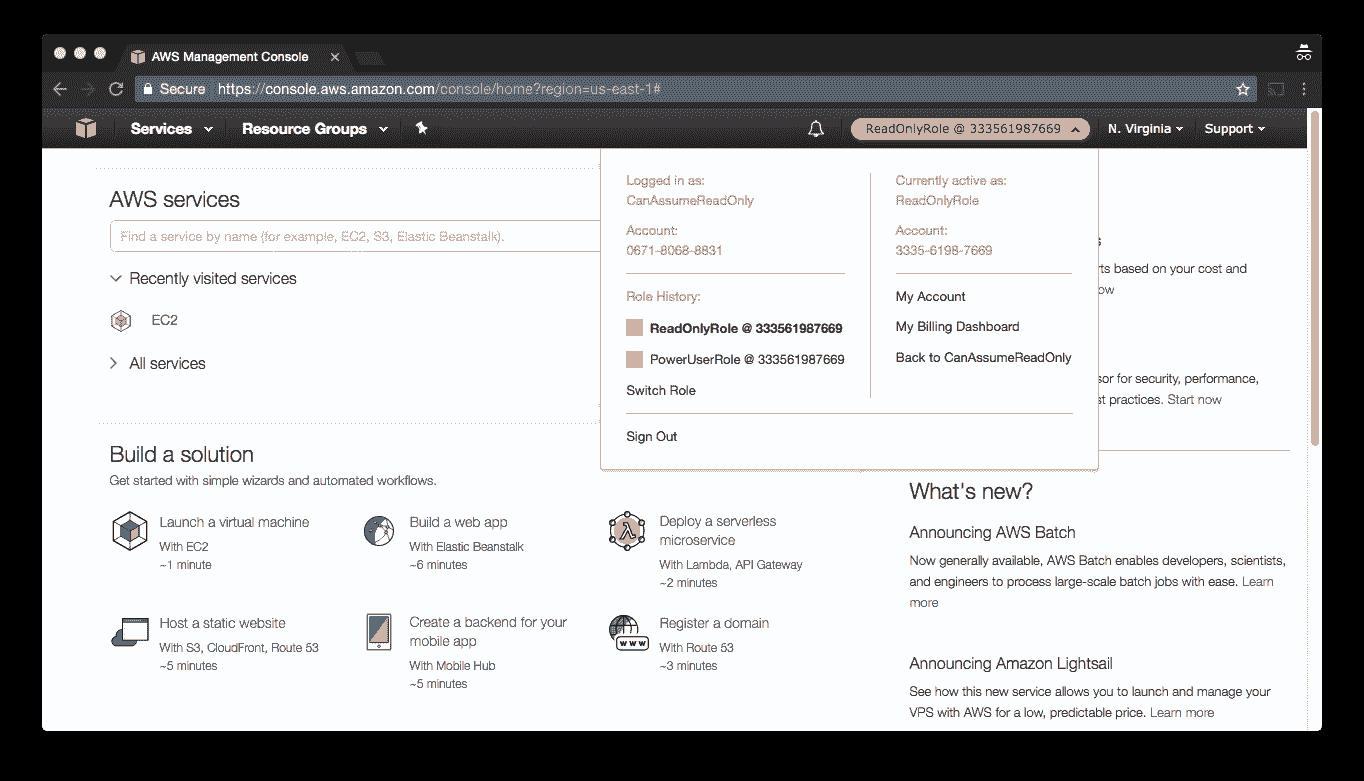 AWS Management Console
Secure https://console.aws.amazon.com/console/home?region=us-east-1#
Services
Resource Groups
ReadOnlyRole @ 333561987669
N. Virginia
Support
AWS services
Find a service by name (for example, EC2, S3, Elastic Beanstalk).
Recently visited services
EC2
All services
Logged in as:
CanAssumeReadOnly
Account:
0671-8068-8831
Role History:
ReadOnlyRole @ 333561987669
PowerUserRole @ 333561987669
Switch Role
Sign Out
Currently active as:
ReadOnlyRole
Account:
3335-6198-7669
My Account
My Billing Dashboard
Back to CanAssumeReadOnly
based on your cost and
for security, performance,
practices. Start now
Build a solution
Get started with simple wizards and automated workflows.
Launch a virtual machine
With EC2
~1 minute
Build a web app
With Elastic Beanstalk
~6 minutes
Deploy a serverless
microservice
With Lambda, API Gateway
~2 minutes
Host a static website
With S3, CloudFront, Route 53
~5 minutes
Create a backend for your
mobile app
With Mobile Hub
~5 minutes
www
Register a domain
With Route 53
~3 minutes
What's new?
Announcing AWS Batch
Now generally available, AWS Batch enables developers, scientists,
and engineers to process large-scale batch jobs with ease. Learn
more
Announcing Amazon Lightsail
See how this new service allows you to launch and manage your
VPS with AWS for a low, predictable price. Learn more